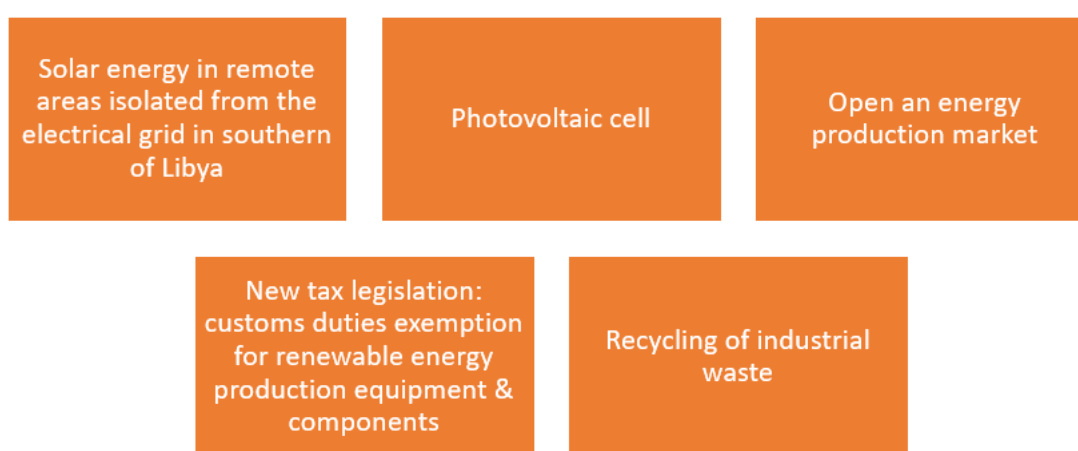 Solar energy in remote
areas isolated from the
electrical grid in southern
of Libya
Photovoltaic cell
Open an energy
production market
New tax legislation:
customs duties exemption
for renewable energy
production equipment &
components
Recycling of industrial
waste